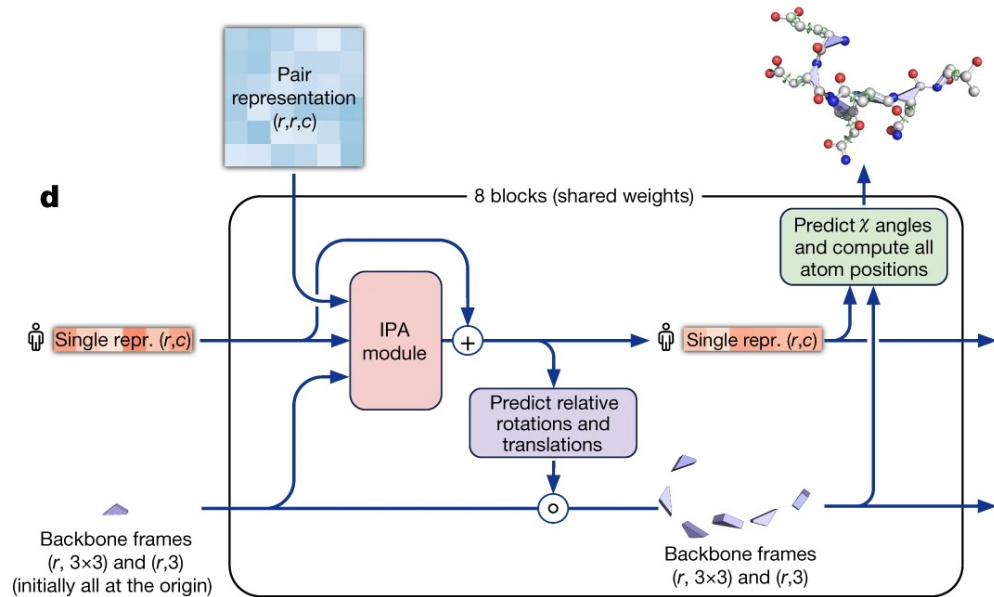 Pair
representation
(r,r,c)
d
8 blocks (shared weights)
Predict χ angles
and compute all
atom positions
IPA
module
Single repr. (r,c)
+
Single repr. (r,c)
Predict relative
rotations and
translations
Backbone frames
(r, 3×3) and (r,3)
(initially all at the origin)
Backbone frames
(r, 3×3) and (r,3)